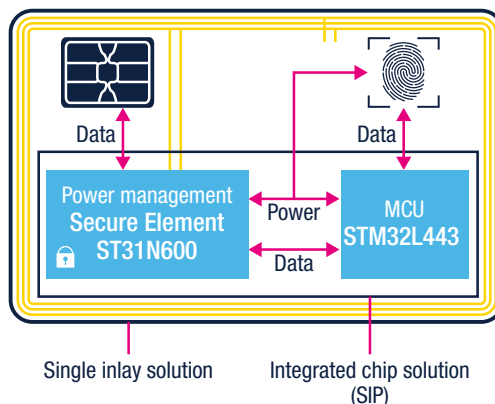 Data
Data
Power management
Secure Element
ST31N600
Power
Data
MCU
STM32L443
Single inlay solution
Integrated chip solution
(SIP)